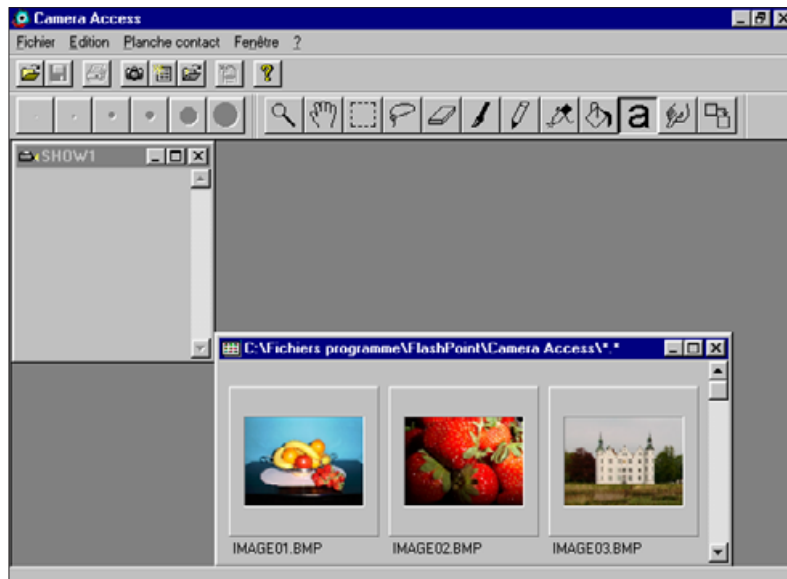 Camera Access
Fichier Edition Planche contact Fenêtre ?
a
SHOW1
C:\Fichiers programme\FlashPoint\Camera Access\*.*
IMAGE01.BMP IMAGE02.BMP IMAGE03.BMP